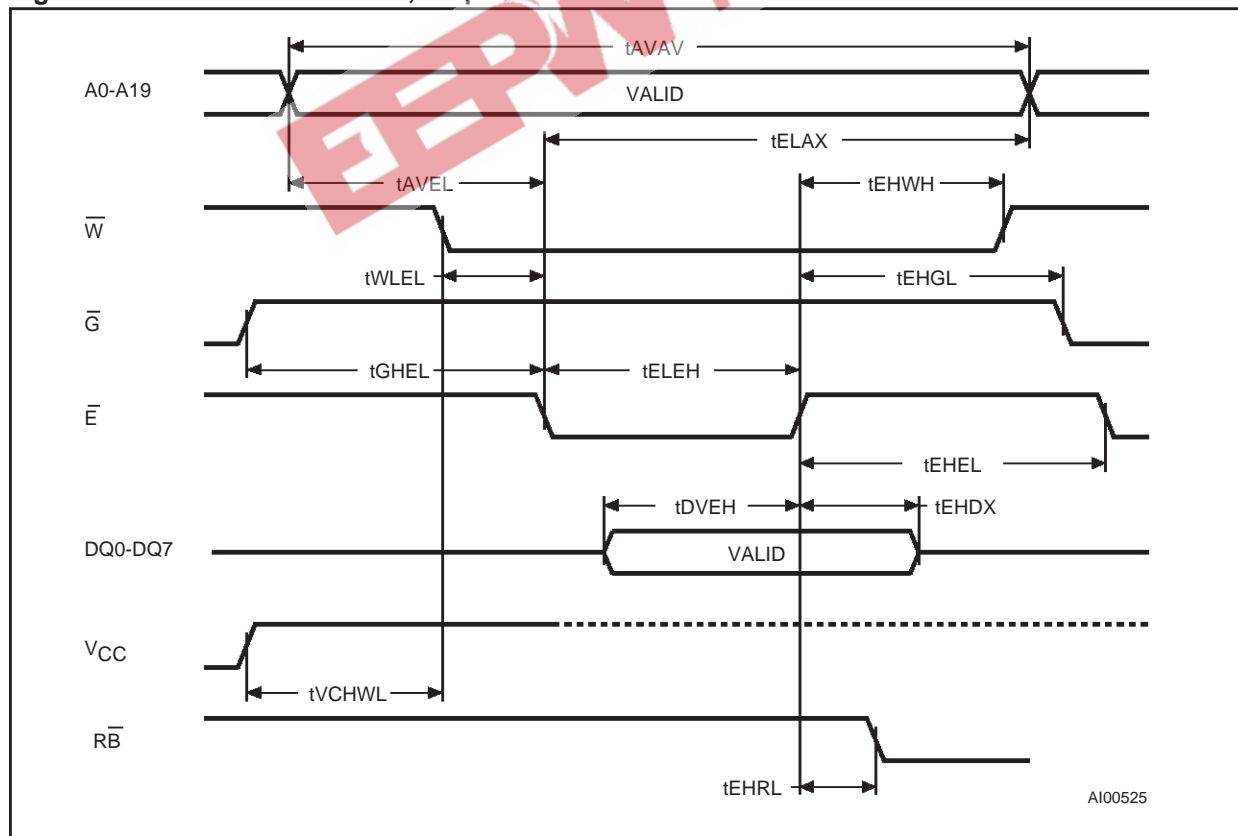 tAVAV
A0-A19
VALID
tELAX
tAVEL
tEHWH
W̅
tWLEL
tEHGL
G̅
tGHEL
tELEH
E̅
tEHEL
tDVEH
tEHDX
DQ0-DQ7
VALID
VCC
tVCHWL
RB̅
tEHRL
AI00525